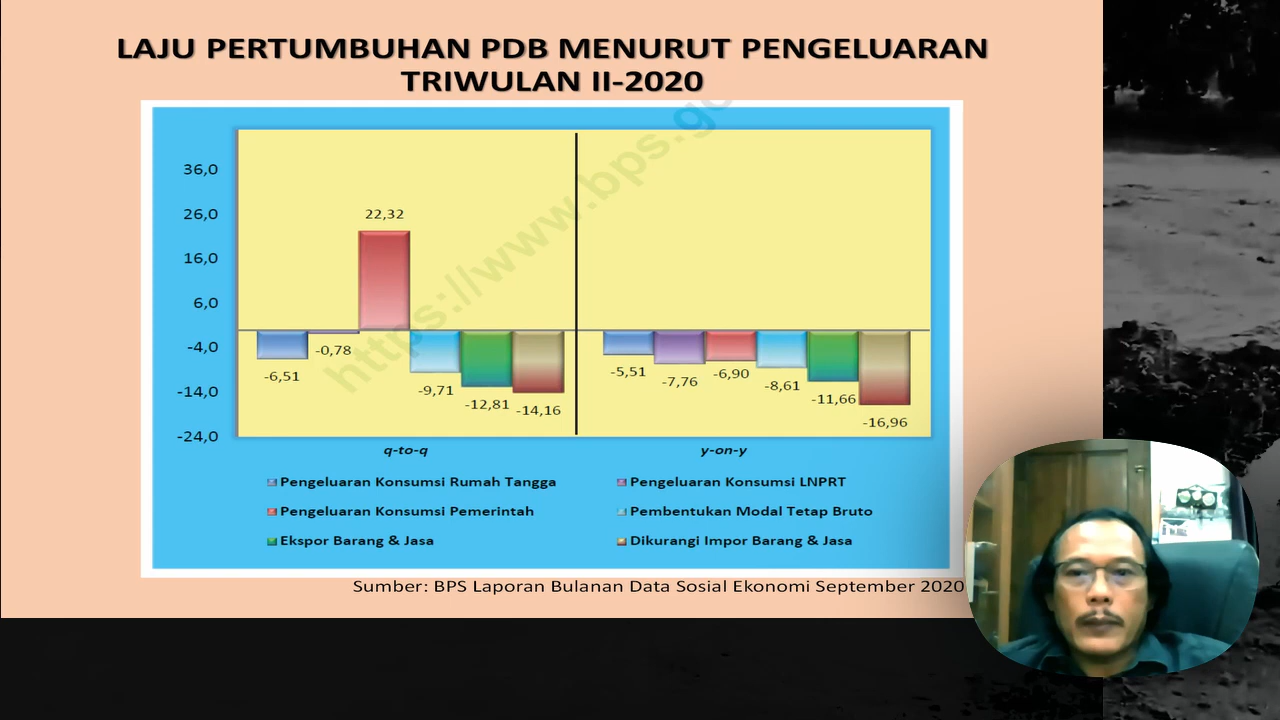 LAJU PERTUMBUHAN PDB MENURUT PENGELUARAN
TRIWULAN II-2020
https://www.bps.go
36,0
26,0
16,0
6,0
-4,0
-14,0
-24,0
22,32
-6,51
-0,78
-9,71
-12,81
-14,16
-5,51
-7,76
-6,90
-8,61
-11,66
-16,96
q-to-q
y-on-y
Pengeluaran Konsumsi Rumah Tangga
Pengeluaran Konsumsi LNPRT
Pengeluaran Konsumsi Pemerintah
Pembentukan Modal Tetap Bruto
Ekspor Barang & Jasa
Dikurangi Impor Barang & Jasa
Sumber: BPS Laporan Bulanan Data Sosial Ekonomi September 2020